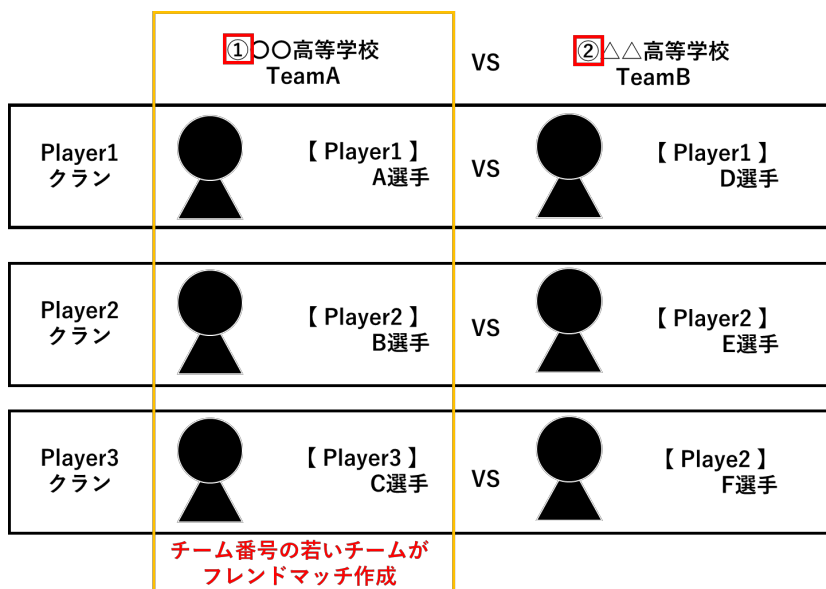 ①〇〇高等学校
TeamA
VS
②△△高等学校
TeamB
Player1
クラン
【 Player1 】
A選手
VS
【 Player1 】
D選手
Player2
クラン
【 Player2 】
B選手
VS
【 Player2 】
E選手
Player3
クラン
【 Player3 】
C選手
VS
【 Playe2 】
F選手
チーム番号の若いチームが
フレンドマッチ作成